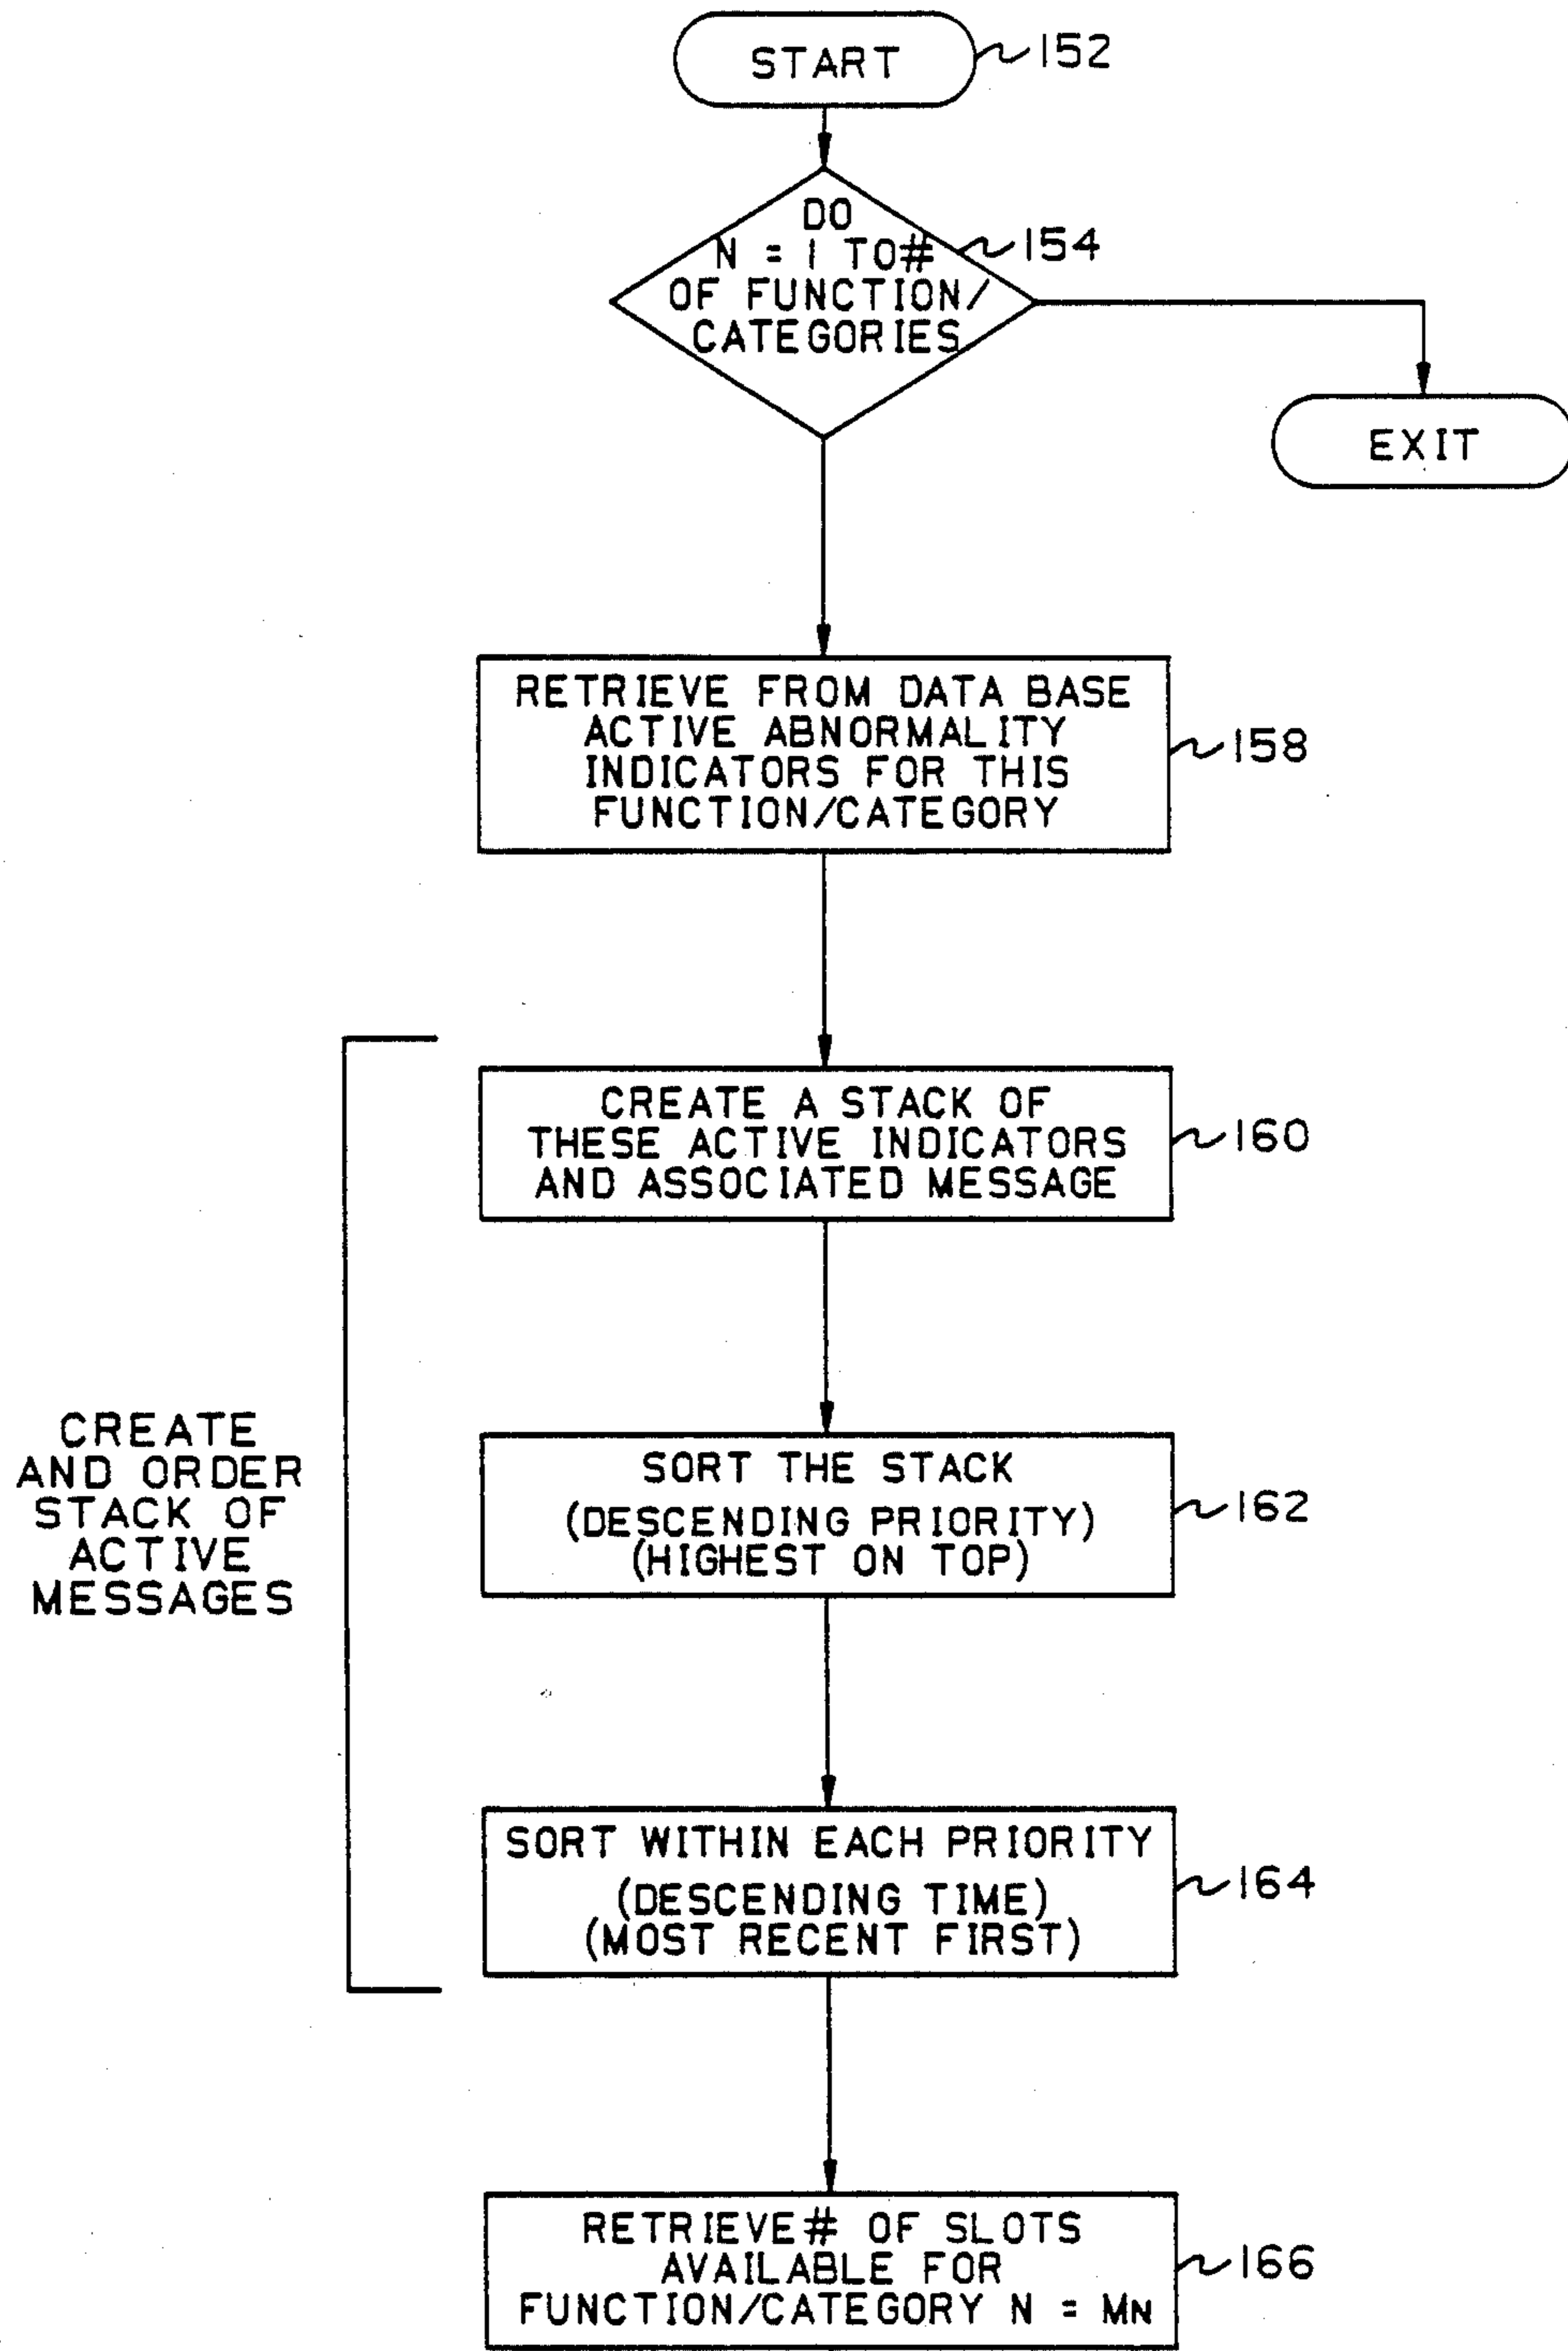 START
152
DO
N = 1 TO#
OF FUNCTION/
CATEGORIES
154
EXIT
RETRIEVE FROM DATA BASE
ACTIVE ABNORMALITY
INDICATORS FOR THIS
FUNCTION/CATEGORY
158
CREATE A STACK OF
THESE ACTIVE INDICATORS
AND ASSOCIATED MESSAGE
160
CREATE
AND ORDER
STACK OF
ACTIVE
MESSAGES
SORT THE STACK
(DESCENDING PRIORITY)
(HIGHEST ON TOP)
162
SORT WITHIN EACH PRIORITY
(DESCENDING TIME)
(MOST RECENT FIRST)
164
RETRIEVE# OF SLOTS
AVAILABLE FOR
FUNCTION/CATEGORY N = MN
166